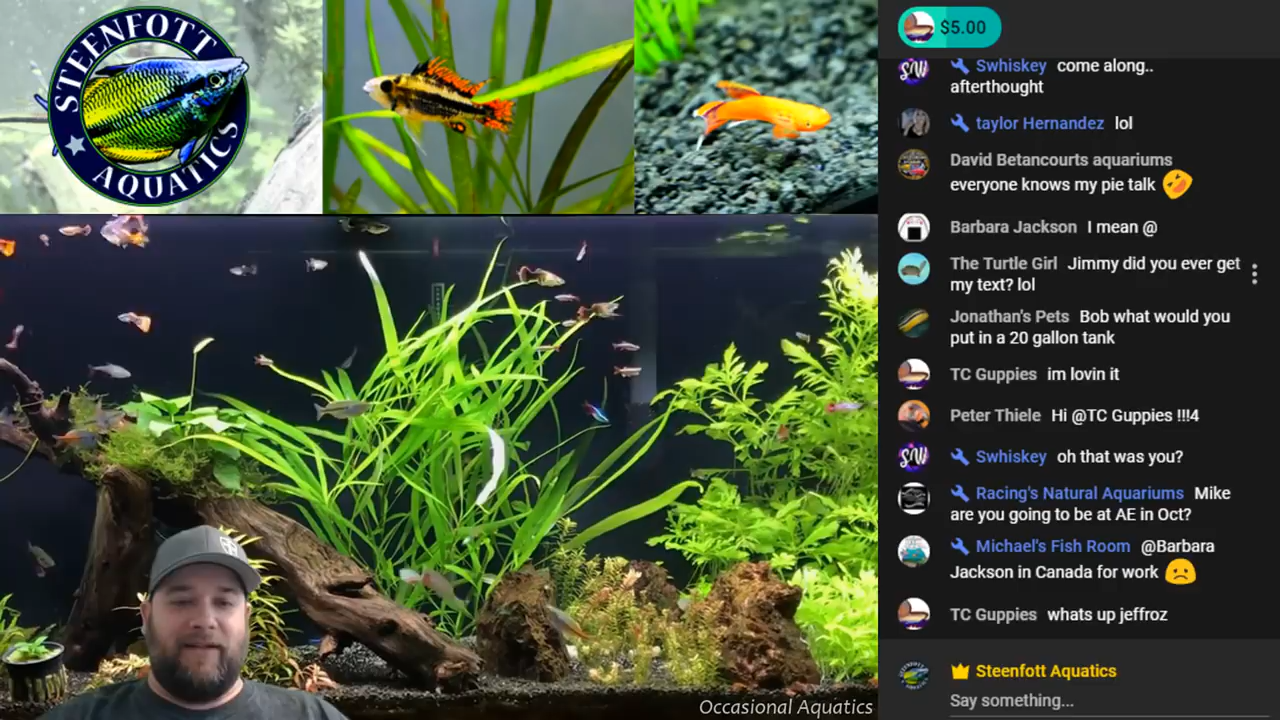 STEENFOTT
AQUATICS
$5.00
Swhiskey come along..
afterthought
taylor Hernandez lol
David Betancourts aquariums
everyone knows my pie talk 🤣
Barbara Jackson I mean @
The Turtle Girl Jimmy did you ever get
my text? lol
Jonathan's Pets Bob what would you
put in a 20 gallon tank
TC Guppies im lovin it
Peter Thiele Hi @TC Guppies !!!4
Swhiskey oh that was you?
Racing's Natural Aquariums Mike
are you going to be at AE in Oct?
Michael's Fish Room @Barbara
Jackson in Canada for work ☹️
TC Guppies whats up jeffroz
Steenfott Aquatics
Say something...
Occasional Aquatics